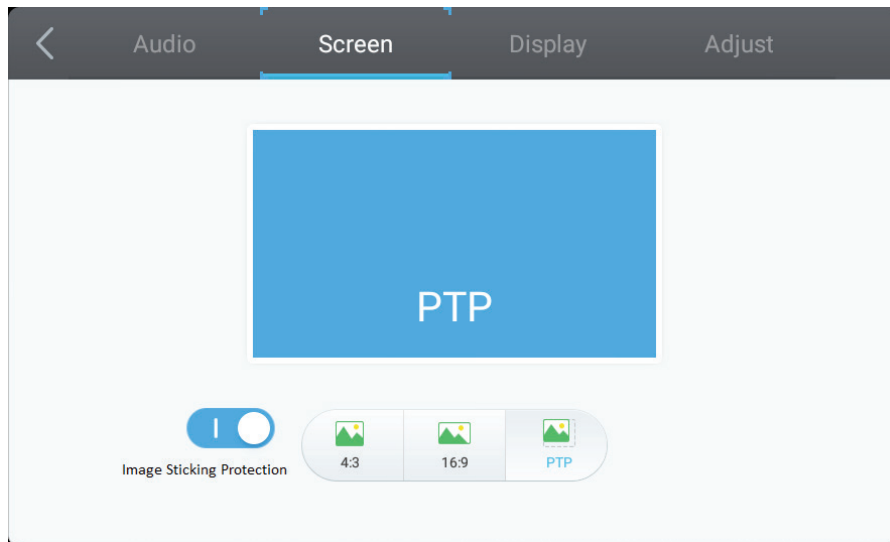 Audio Screen Display Adjust
PTP
Image Sticking Protection
4:3 16:9 PTP